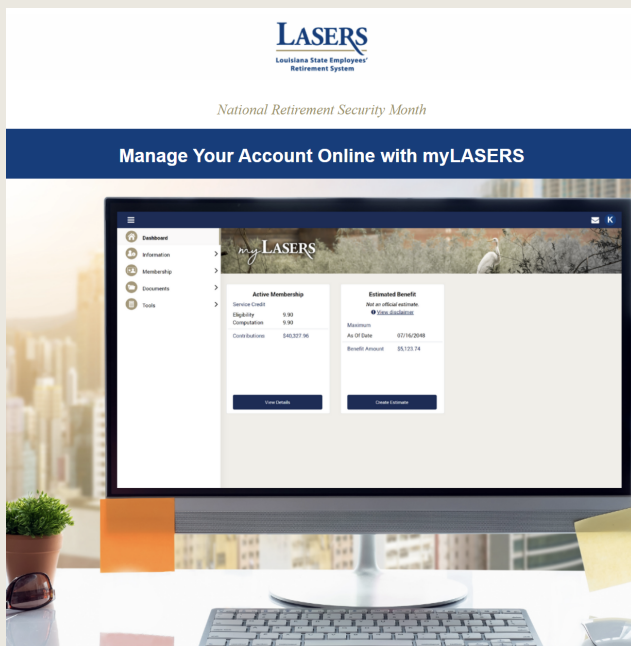 LASERS
Louisiana State Employees'
Retirement System
National Retirement Security Month
Manage Your Account Online with myLASERS
K
Dashboard
Information
Membership
Documents
Tools
my LASERS
Active Membership
Service Credit
Eligibility 9.90
Computation 9.90
Contributions $40,327.96
View Details
Estimated Benefit
Not an official estimate.
View disclaimer
Maximum
As Of Date 07/16/2048
Benefit Amount $5,123.74
Create Estimate